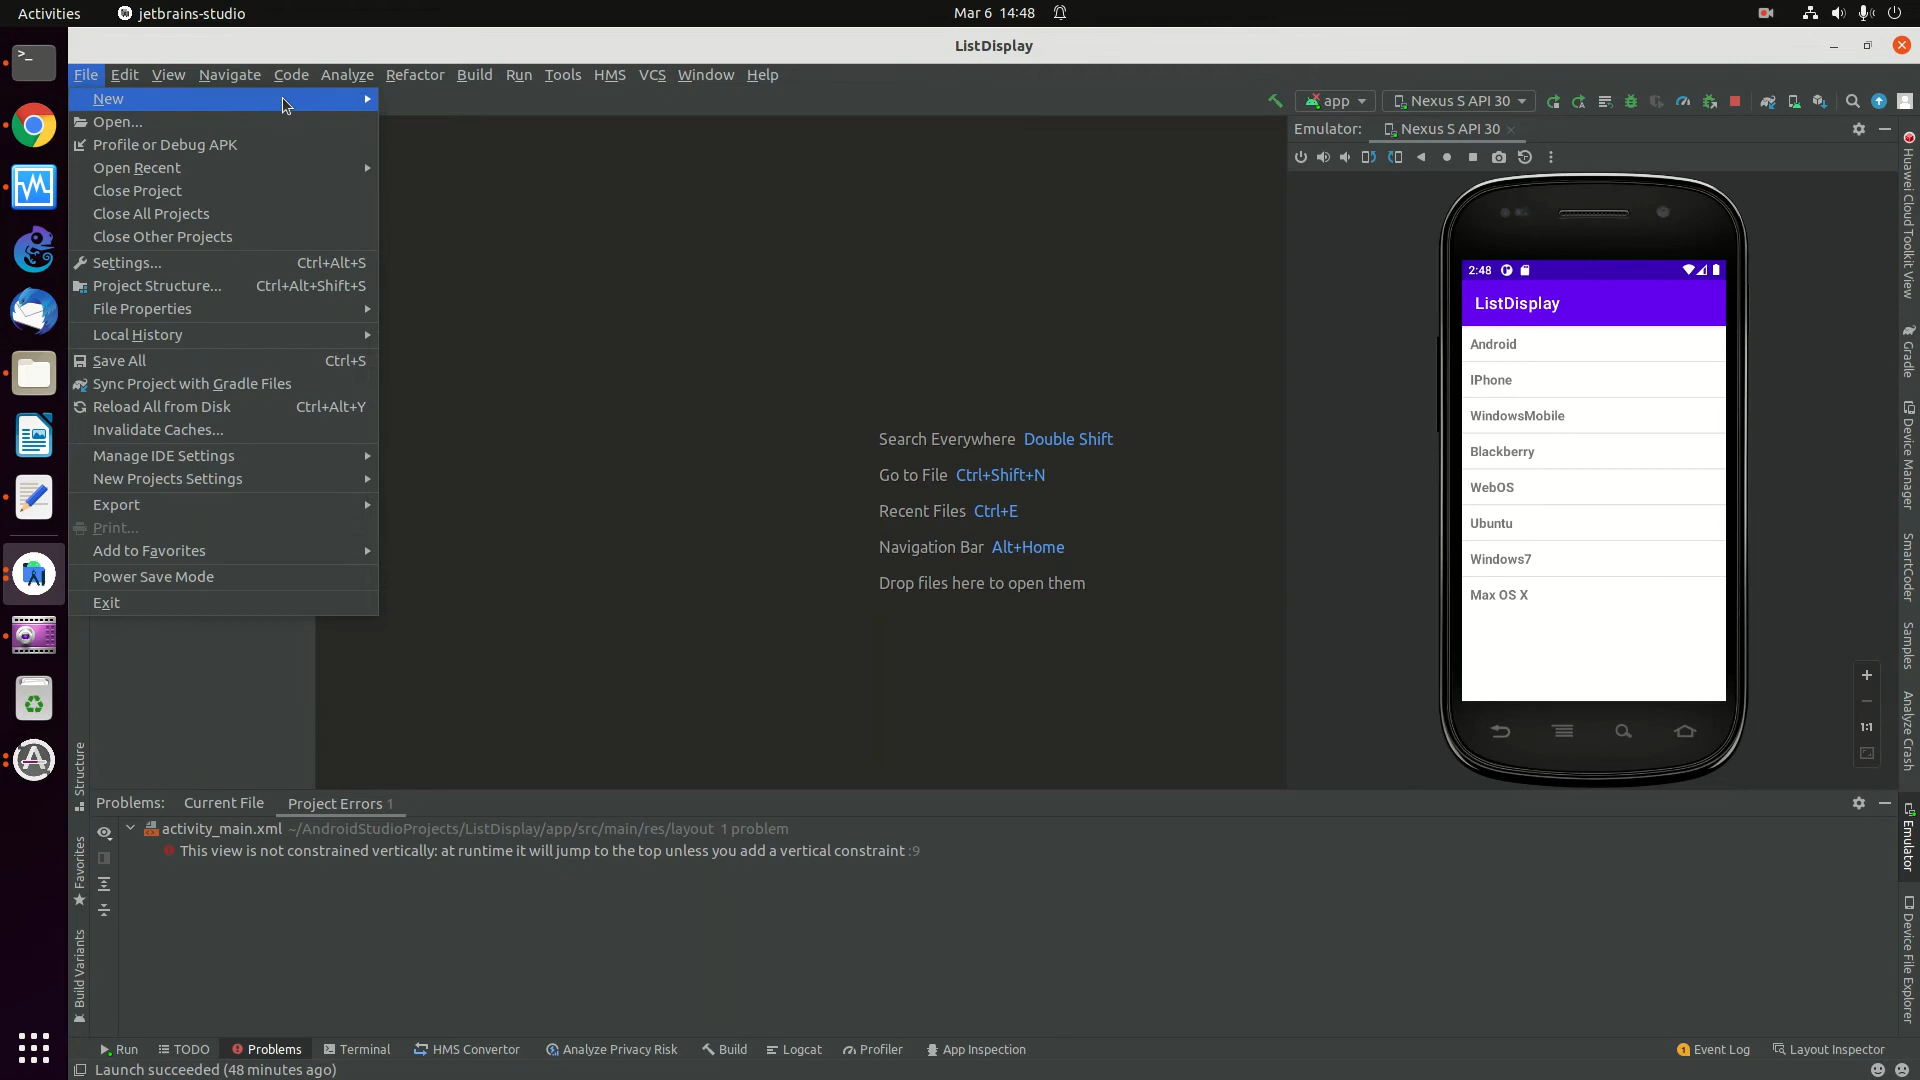 Activities
jetbrains-studio
Mar 6 14:48
ListDisplay
File Edit View Navigate Code Analyze Refactor Build Run Tools HMS VCS Window Help
New
Open...
Profile or Debug APK
Open Recent
Close Project
Close All Projects
Close Other Projects
Settings... Ctrl+Alt+S
Project Structure... Ctrl+Alt+Shift+S
File Properties
Local History
Save All Ctrl+S
Sync Project with Gradle Files
Reload All from Disk Ctrl+Alt+Y
Invalidate Caches...
Manage IDE Settings
New Projects Settings
Export
Print...
Add to Favorites
Power Save Mode
Exit
app
Nexus S API 30
Emulator: Nexus S API 30
Search Everywhere Double Shift
Go to File Ctrl+Shift+N
Recent Files Ctrl+E
Navigation Bar Alt+Home
Drop files here to open them
2:48
ListDisplay
Android
IPhone
WindowsMobile
Blackberry
WebOS
Ubuntu
Windows7
Max OS X
1:1
Huawei Cloud Toolkit View
Gradle
Device Manager
SmartCoder
Samples
Analyze Crash
Emulator
Device File Explorer
Structure
Favorites
Build Variants
Problems: Current File Project Errors 1
activity_main.xml ~/AndroidStudioProjects/ListDisplay/app/src/main/res/layout 1 problem
This view is not constrained vertically: at runtime it will jump to the top unless you add a vertical constraint :9
Run TODO Problems Terminal HMS Convertor Analyze Privacy Risk Build Logcat Profiler App Inspection
1 Event Log Layout Inspector
Launch succeeded (48 minutes ago)